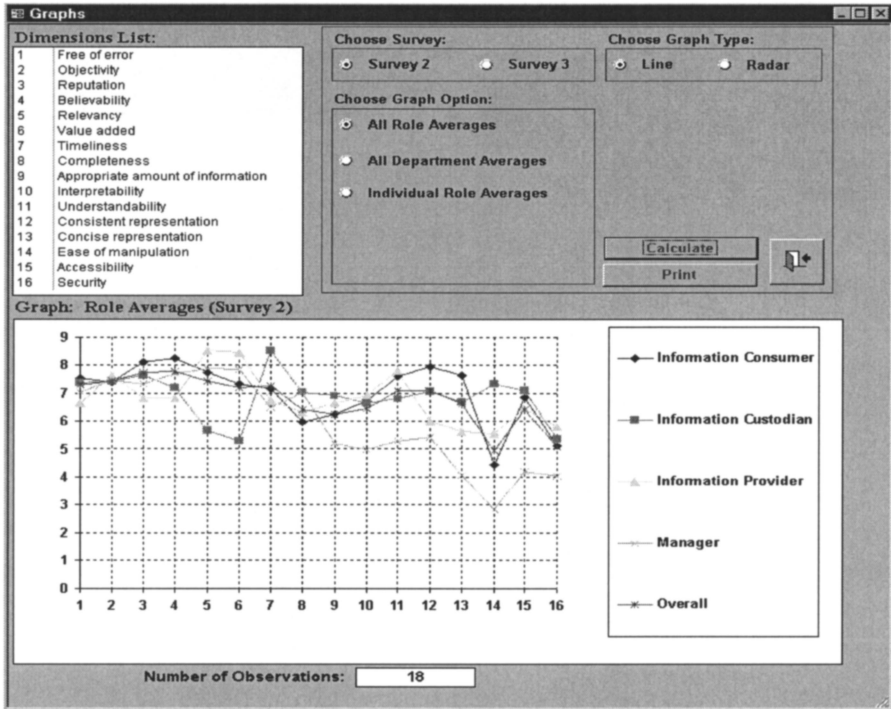 Graphs
Dimensions List:
1 Free of error
2 Objectivity
3 Reputation
4 Believability
5 Relevancy
6 Value added
7 Timeliness
8 Completeness
9 Appropriate amount of information
10 Interpretability
11 Understandability
12 Consistent representation
13 Concise representation
14 Ease of manipulation
15 Accessibility
16 Security
Choose Survey:
Survey 2 Survey 3
Choose Graph Type:
Line Radar
Choose Graph Option:
All Role Averages
All Department Averages
Individual Role Averages
Calculate
Print
Graph: Role Averages (Survey 2)
9
8
7
6
5
4
3
2
1
0
1 2 3 4 5 6 7 8 9 10 11 12 13 14 15 16
Information Consumer
Information Custodian
Information Provider
Manager
Overall
Number of Observations: 18